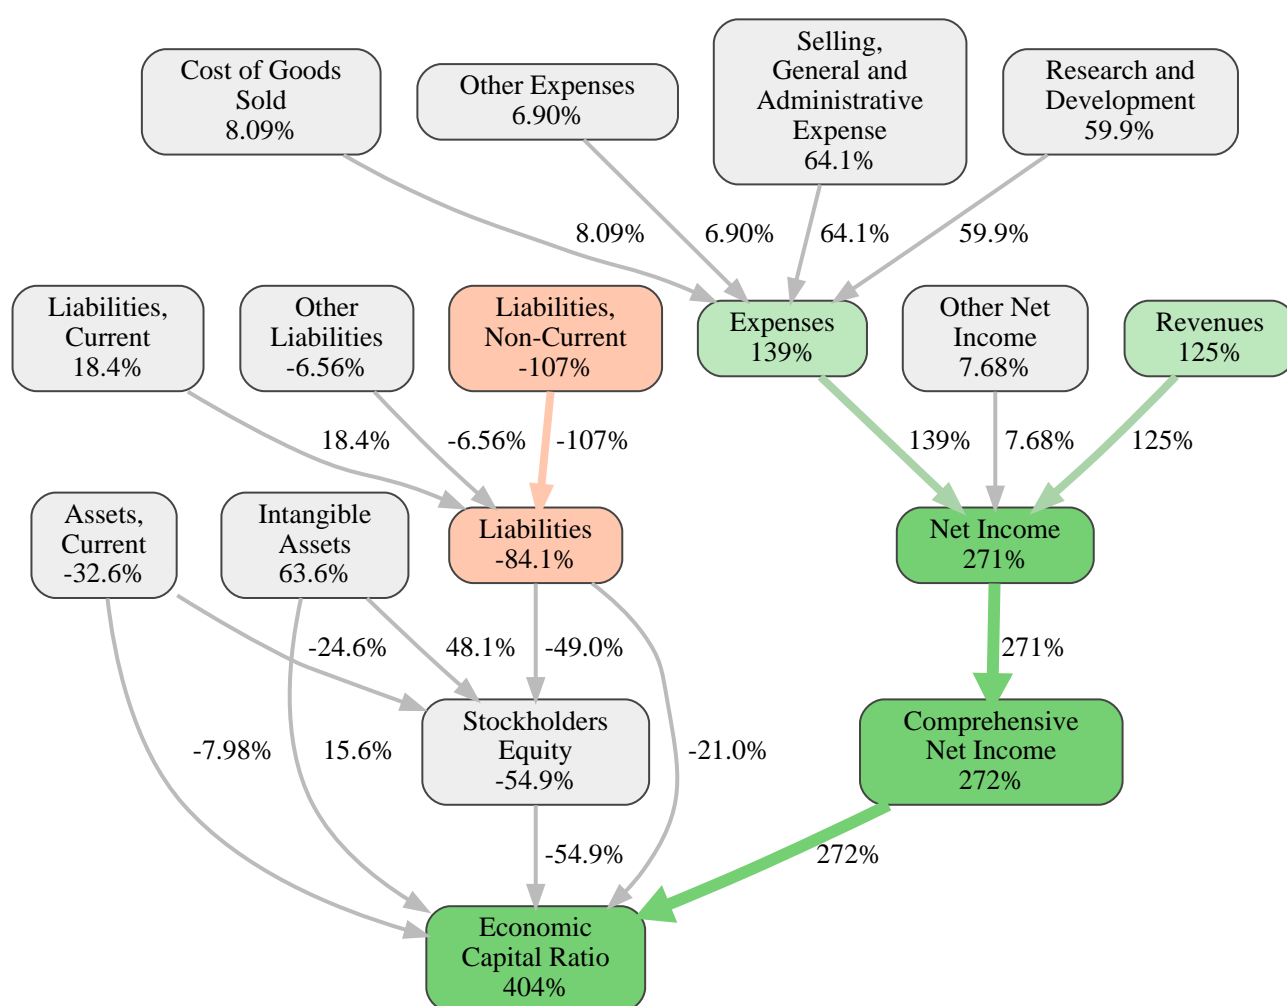 Cost of Goods
Sold
8.09%
Other Expenses
6.90%
Selling,
General and
Administrative
Expense
64.1%
Research and
Development
59.9%
8.09%
6.90%
64.1%
59.9%
Liabilities,
Current
18.4%
Other
Liabilities
-6.56%
Liabilities,
Non-Current
-107%
Expenses
139%
Other Net
Income
7.68%
Revenues
125%
18.4%
-6.56%
-107%
139%
7.68%
125%
Assets,
Current
-32.6%
Intangible
Assets
63.6%
Liabilities
-84.1%
Net Income
271%
-24.6%
48.1%
-49.0%
271%
Stockholders
Equity
-54.9%
Comprehensive
Net Income
272%
-7.98%
15.6%
-21.0%
-54.9%
272%
Economic
Capital Ratio
404%